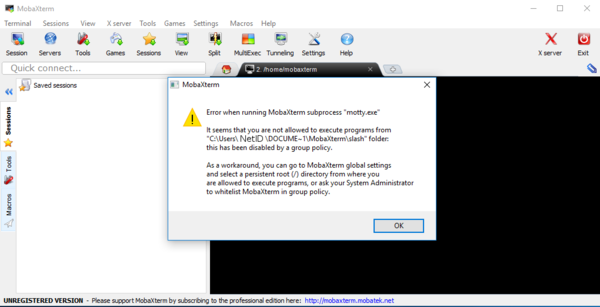 MobaXterm
Terminal Sessions View X server Tools Games Settings Macros Help
Session Servers Tools Games Sessions View Split MultiExec Tunneling Settings Help X server Exit
Quick connect...
2. /home/mobaxterm
Saved sessions
Sessions
Tools
Macros
MobaXterm
Error when running MobaXterm subprocess "motty.exe"
It seems that you are not allowed to execute programs from
"C:\Users\ NetID \DOCUME~1\MobaXterm\slash" folder:
this has been disabled by a group policy.
As a workaround, you can go to MobaXterm global settings
and select a persistent root (/) directory from where you
are allowed to execute programs, or ask your System Administrator
to whitelist MobaXterm in group policy.
OK
UNREGISTERED VERSION - Please support MobaXterm by subscribing to the professional edition here: http://mobaxterm.mobatek.net